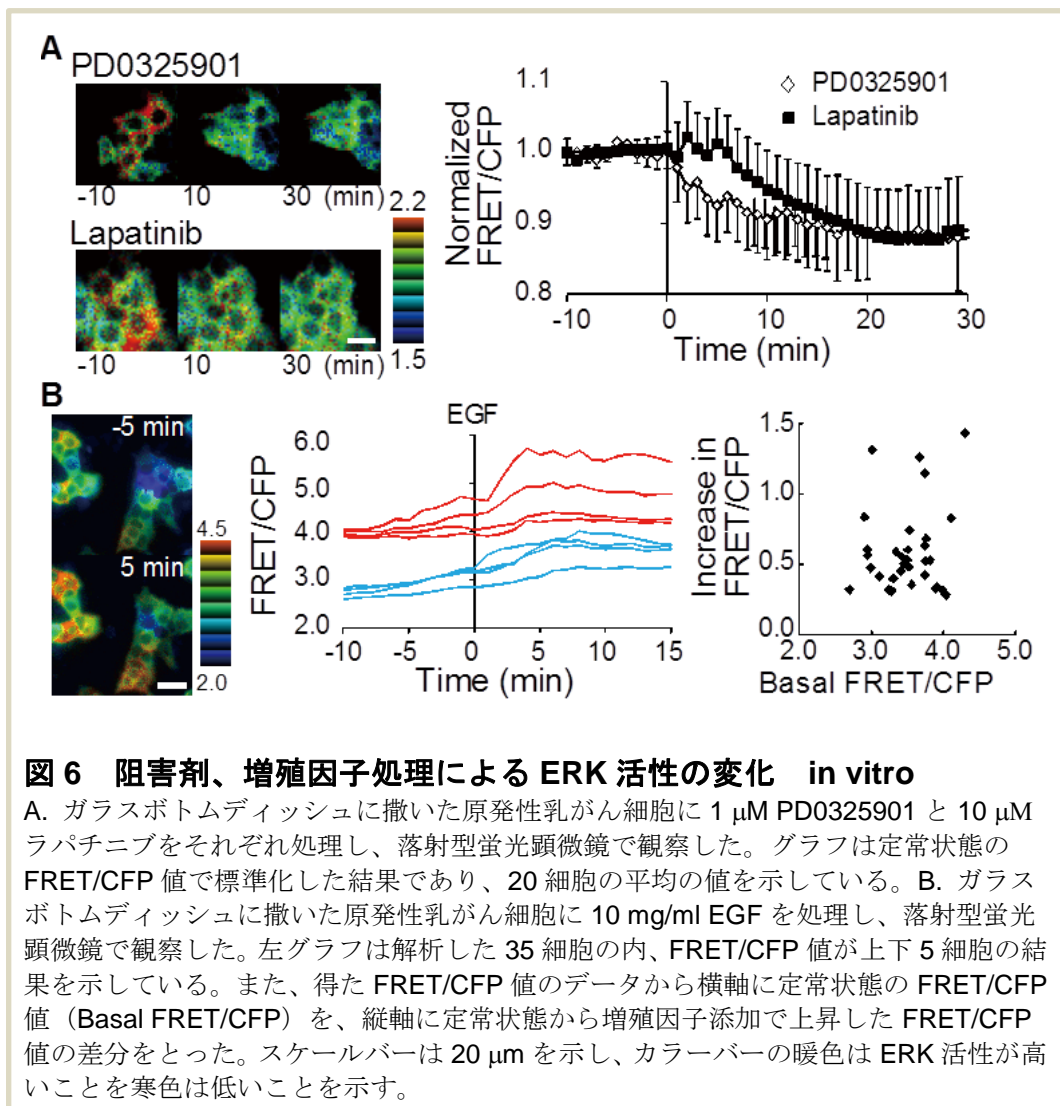 A
PD0325901
-10 10 30 (min)
Lapatinib
-10 10 30 (min)
2.2
1.5
Normalized
FRET/CFP
1.1
1.0
0.9
0.8
◇ PD0325901
■ Lapatinib
-10 0 10 20 30
Time (min)
B
-5 min
5 min
4.5
2.0
EGF
FRET/CFP
6.0
5.0
4.0
3.0
2.0
-10 -5 0 5 10 15
Time (min)
Increase in
FRET/CFP
1.5
1.0
0.5
0.0
2.0 3.0 4.0 5.0
Basal FRET/CFP
図 6 阻害剤、増殖因子処理による ERK 活性の変化 in vitro
A. ガラスボトムディッシュに撒いた原発性乳がん細胞に 1 μM PD0325901 と 10 μM
ラパチニブをそれぞれ処理し、落射型蛍光顕微鏡で観察した。グラフは定常状態の
FRET/CFP 値で標準化した結果であり、20 細胞の平均の値を示している。B. ガラス
ボトムディッシュに撒いた原発性乳がん細胞に 10 mg/ml EGF を処理し、落射型蛍光
顕微鏡で観察した。左グラフは解析した 35 細胞の内、FRET/CFP 値が上下 5 細胞の結
果を示している。また、得た FRET/CFP 値のデータから横軸に定常状態の FRET/CFP
値（Basal FRET/CFP）を、縦軸に定常状態から増殖因子添加で上昇した FRET/CFP
値の差分をとった。スケールバーは 20 μm を示し、カラーバーの暖色は ERK 活性が高
いことを寒色は低いことを示す。